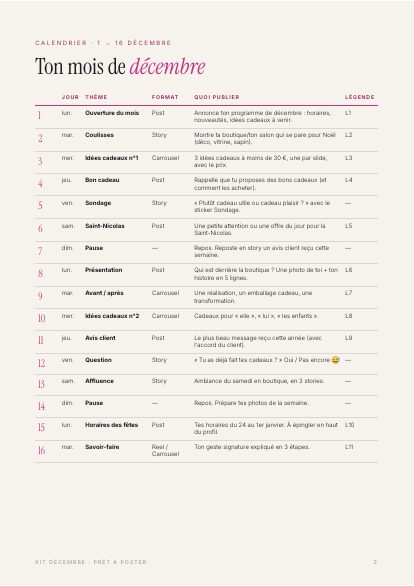 CALENDRIER · 1 → 16 DÉCEMBRE
Ton mois de décembre
JOUR THÈME FORMAT QUOI PUBLIER LÉGENDE
1 lun. Ouverture du mois Post Annonce ton programme de décembre : horaires, L1
nouveautés, idées cadeaux à venir.
2 mar. Coulisses Story Montre ta boutique/ton salon qui se pare pour Noël L2
(déco, vitrine, sapin).
3 mer. Idées cadeaux n°1 Carrousel 3 idées cadeaux à moins de 30 €, une par slide, L3
avec le prix.
4 jeu. Bon cadeau Post Rappelle que tu proposes des bons cadeaux (et L4
comment les acheter).
5 ven. Sondage Story « Plutôt cadeau utile ou cadeau plaisir ? » avec le —
sticker Sondage.
6 sam. Saint-Nicolas Post Une petite attention ou une offre du jour pour la L5
Saint-Nicolas.
7 dim. Pause — Repos. Reposte en story un avis client reçu cette —
semaine.
8 lun. Présentation Post Qui est derrière la boutique ? Une photo de toi + ton L6
histoire en 5 lignes.
9 mar. Avant / après Carrousel Une réalisation, un emballage cadeau, une L7
transformation.
10 mer. Idées cadeaux n°2 Carrousel Cadeaux pour « elle », « lui », « les enfants ». L8
11 jeu. Avis client Post Le plus beau message reçu cette année (avec L9
l'accord du client).
12 ven. Question Story « Tu as déjà fait tes cadeaux ? » Oui / Pas encore 😅 —
13 sam. Affluence Story Ambiance du samedi en boutique, en 3 stories. —
14 dim. Pause — Repos. Prépare tes photos de la semaine. —
15 lun. Horaires des fêtes Post Tes horaires du 24 au 1er janvier. À épingler en haut L10
du profil.
16 mar. Savoir-faire Reel / Ton geste signature expliqué en 3 étapes. L11
Carrousel
KIT DÉCEMBRE · PRÊT À POSTER 3